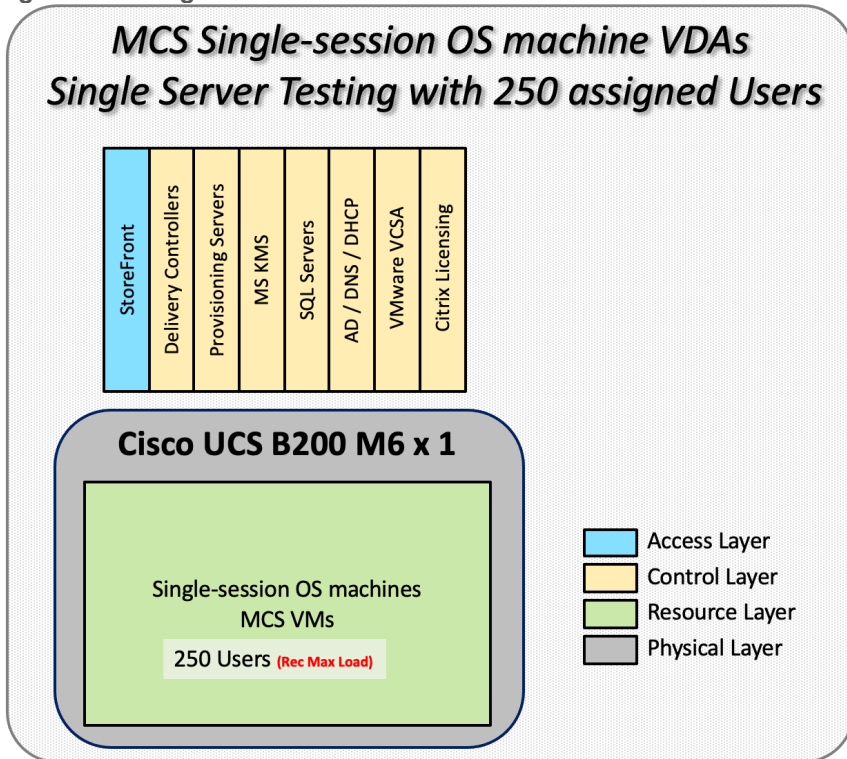 MCS Single-session OS machine VDAs
Single Server Testing with 250 assigned Users
StoreFront
Delivery Controllers
Provisioning Servers
MS KMS
SQL Servers
AD / DNS / DHCP
VMware VCSA
Citrix Licensing
Cisco UCS B200 M6 x 1
Single-session OS machines
MCS VMs
250 Users (Rec Max Load)
Access Layer
Control Layer
Resource Layer
Physical Layer